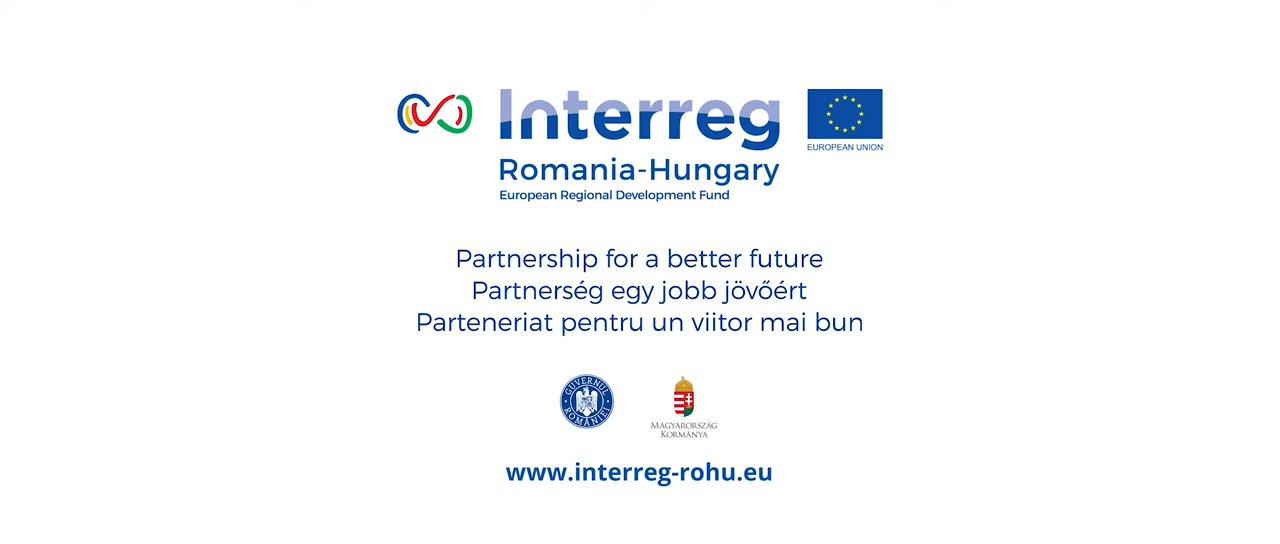 Interreg
EUROPEAN UNION
Romania-Hungary
European Regional Development Fund
Partnership for a better future
Partnerség egy jobb jövőért
Parteneriat pentru un viitor mai bun
GUVERNUL ROMÂNIEI
MAGYARORSZÁG
KORMÁNYA
www.interreg-rohu.eu